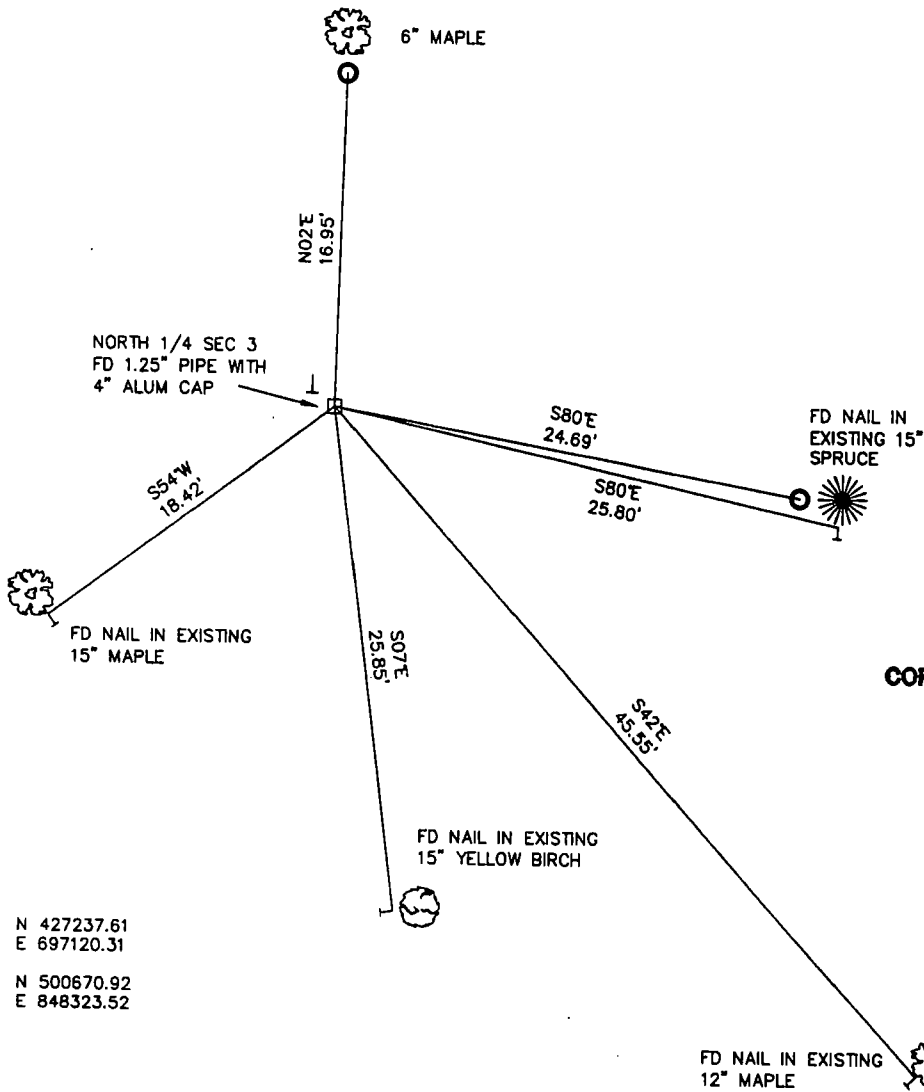 6" MAPLE
N02°E
16.95'
NORTH 1/4 SEC 3
FD 1.25" PIPE WITH
4" ALUM CAP
S80°E
24.69'
FD NAIL IN
EXISTING 15"
SPRUCE
S80°E
25.80'
S54°W
18.42'
FD NAIL IN EXISTING
15" MAPLE
S07°E
25.85'
S42°E
45.55'
FD NAIL IN EXISTING
15" YELLOW BIRCH
N 427237.61
E 697120.31
N 500670.92
E 848323.52
FD NAIL IN EXISTING
12" MAPLE